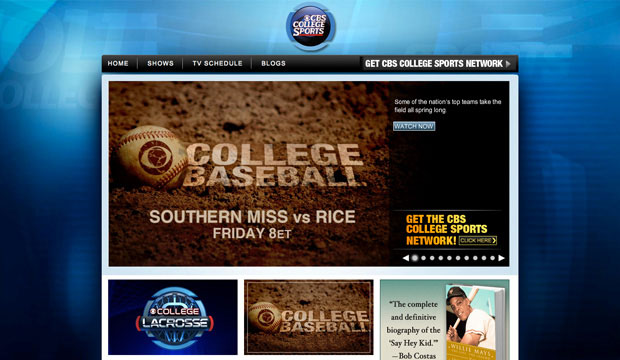 CBS
COLLEGE
SPORTS
HOME
SHOWS
TV SCHEDULE
BLOGS
GET CBS COLLEGE SPORTS NETWORK
COLLEGE
BASEBALL
SOUTHERN MISS vs RICE
FRIDAY 8ET
Some of the nation's top teams take the
field all spring long
WATCH NOW
GET THE CBS
COLLEGE SPORTS
NETWORK!
CLICK HERE
COLLEGE
LACROSSE
COLLEGE
BASEBALL
"The complete
and definitive
biography of the
'Say Hey Kid.'"
—Bob Costas
WILLIE MAYS